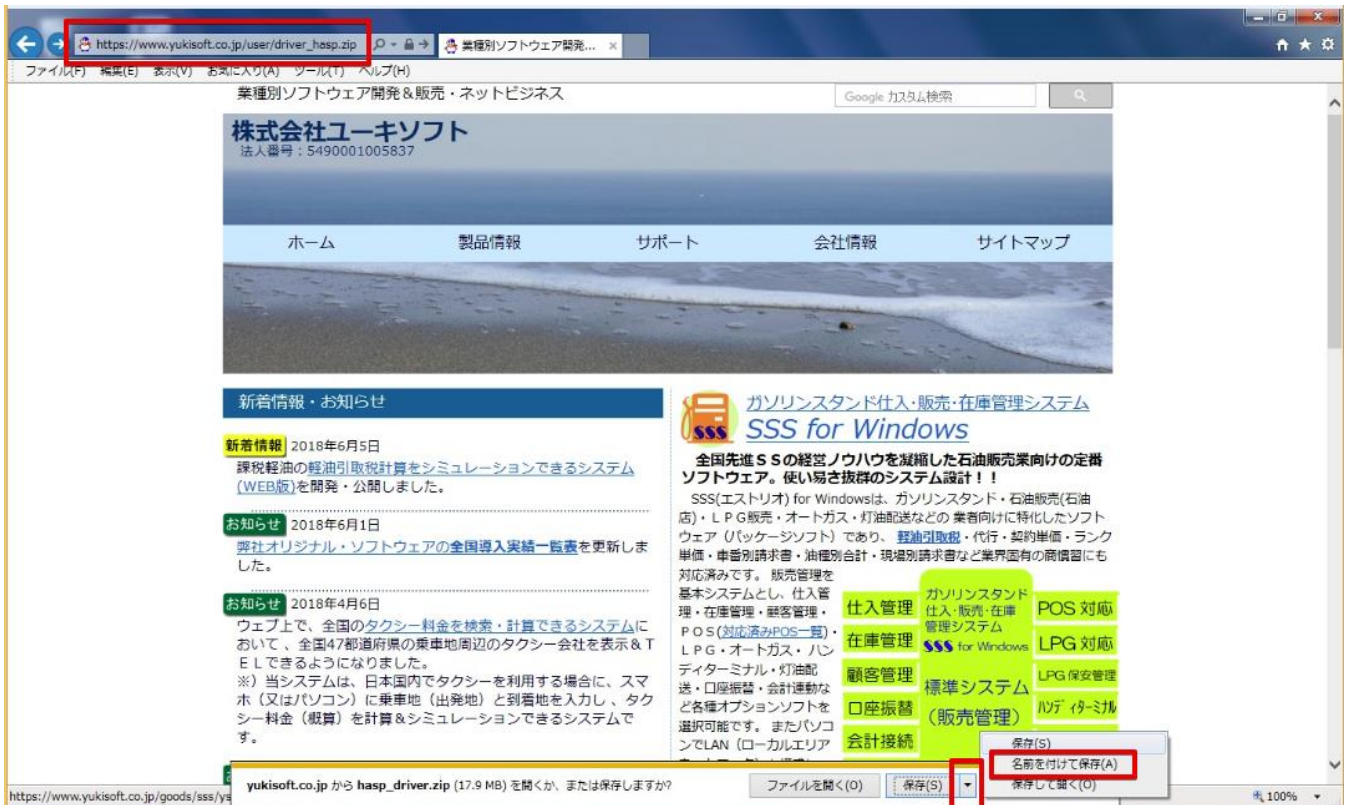 https://www.yukisoft.co.jp/user/driver_hasp.zip
業種別ソフトウェア開発...
ファイル(F) 編集(E) 表示(V) お気に入り(A) ツール(T) ヘルプ(H)
業種別ソフトウェア開発&販売・ネットビジネス
Google カスタム検索
株式会社ユーキソフト
法人番号：5490001005837
ホーム 製品情報 サポート 会社情報 サイトマップ
新着情報・お知らせ
新着情報 2018年6月5日
課税軽油の軽油引取税計算をシミュレーションできるシステム
(WEB版)を開発・公開しました。
お知らせ 2018年6月1日
弊社オリジナル・ソフトウェアの全国導入実績一覧表を更新しま
した。
お知らせ 2018年4月6日
ウェブ上で、全国のタクシー料金を検索・計算できるシステムに
おいて 、全国47都道府県の乗車地周辺のタクシー会社を表示&T
E Lできるようになりました。
※）当システムは、日本国内でタクシーを利用する場合に、スマ
ホ（又はパソコン）に乗車地（出発地）と到着地を入力し 、タク
シー料金（概算）を計算&シミュレーションできるシステムで
す。
sss
ガソリンスタンド仕入・販売・在庫管理システム
SSS for Windows
全国先進ＳＳの経営ノウハウを凝縮した石油販売業向けの定番
ソフトウェア。使い易さ抜群のシステム設計！！
SSS(エストリオ) for Windowsは、ガソリンスタンド・石油販売(石油
店)・ＬＰＧ販売・オートガス・灯油配送などの 業者向けに特化したソフト
ウェア（パッケージソフト）であり、 軽油引取税・代行・契約単価・ランク
単価・車番別請求書・油種別合計・現場別請求書など業界固有の商慣習にも
対応済みです。 販売管理を
基本システムとし、仕入管
理・在庫管理・顧客管理・
ＰＯＳ(対応済みPOS一覧)・
ＬＰＧ・オートガス・ ハン
ディターミナル・灯油配
送・口座振替・会計連動な
ど各種オプションソフトを
選択可能です。 またパソコ
ンでLAN（ローカルエリア
仕入管理
在庫管理
顧客管理
口座振替
会計接続
ガソリンスタンド
仕入・販売・在庫
管理システム
SSS for Windows
標準システム
（販売管理）
POS 対応
LPG 対応
LPG 保安管理
ﾊﾝﾃﾞｨﾀｰﾐﾅﾙ
保存(S)
名前を付けて保存(A)
保存して開く(O)
yukisoft.co.jp から hasp_driver.zip (17.9 MB) を開くか、または保存しますか?
ファイルを開く(O) 保存(S)
https://www.yukisoft.co.jp/goods/sss/ys
100%